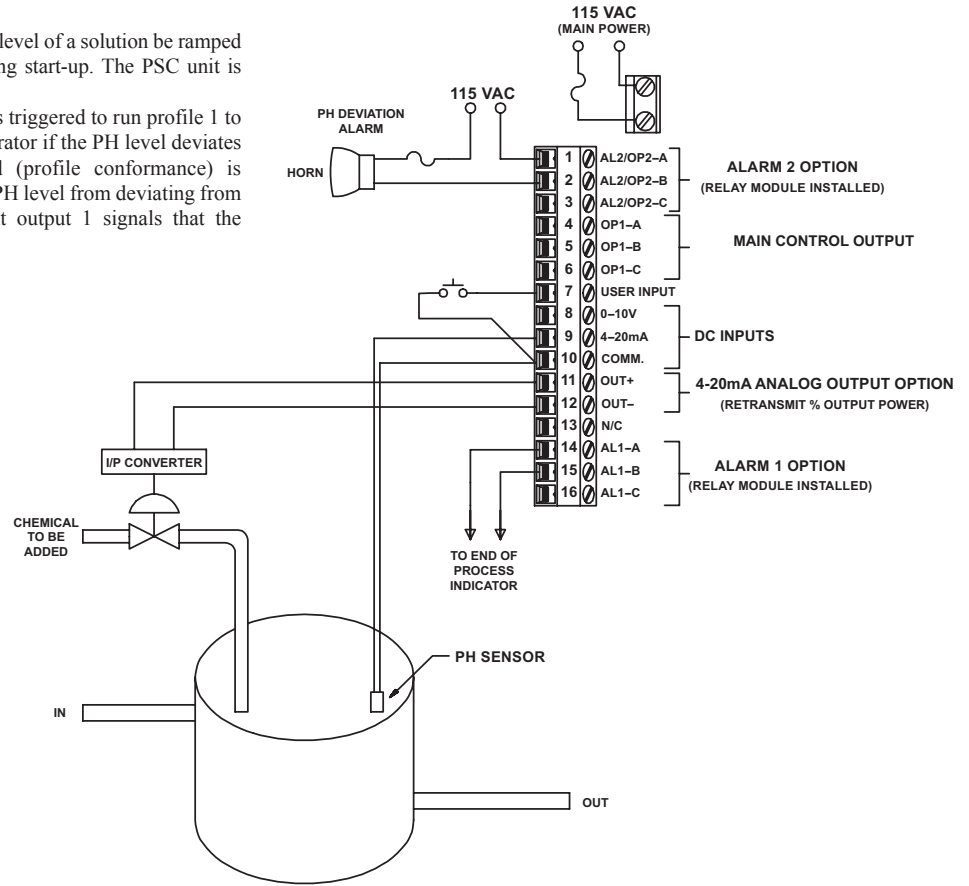 level of a solution be ramped
ng start-up. The PSC unit is
s triggered to run profile 1 to
rator if the PH level deviates
l (profile conformance) is
PH level from deviating from
t output 1 signals that the
115 VAC
(MAIN POWER)
115 VAC
PH DEVIATION
ALARM
HORN
1 AL2/OP2–A
2 AL2/OP2–B
3 AL2/OP2–C
4 OP1–A
5 OP1–B
6 OP1–C
7 USER INPUT
8 0–10V
9 4–20mA
10 COMM.
11 OUT+
12 OUT–
13 N/C
14 AL1–A
15 AL1–B
16 AL1–C
ALARM 2 OPTION
(RELAY MODULE INSTALLED)
MAIN CONTROL OUTPUT
DC INPUTS
4-20mA ANALOG OUTPUT OPTION
(RETRANSMIT % OUTPUT POWER)
ALARM 1 OPTION
(RELAY MODULE INSTALLED)
I/P CONVERTER
CHEMICAL
TO BE
ADDED
TO END OF
PROCESS
INDICATOR
PH SENSOR
IN
OUT